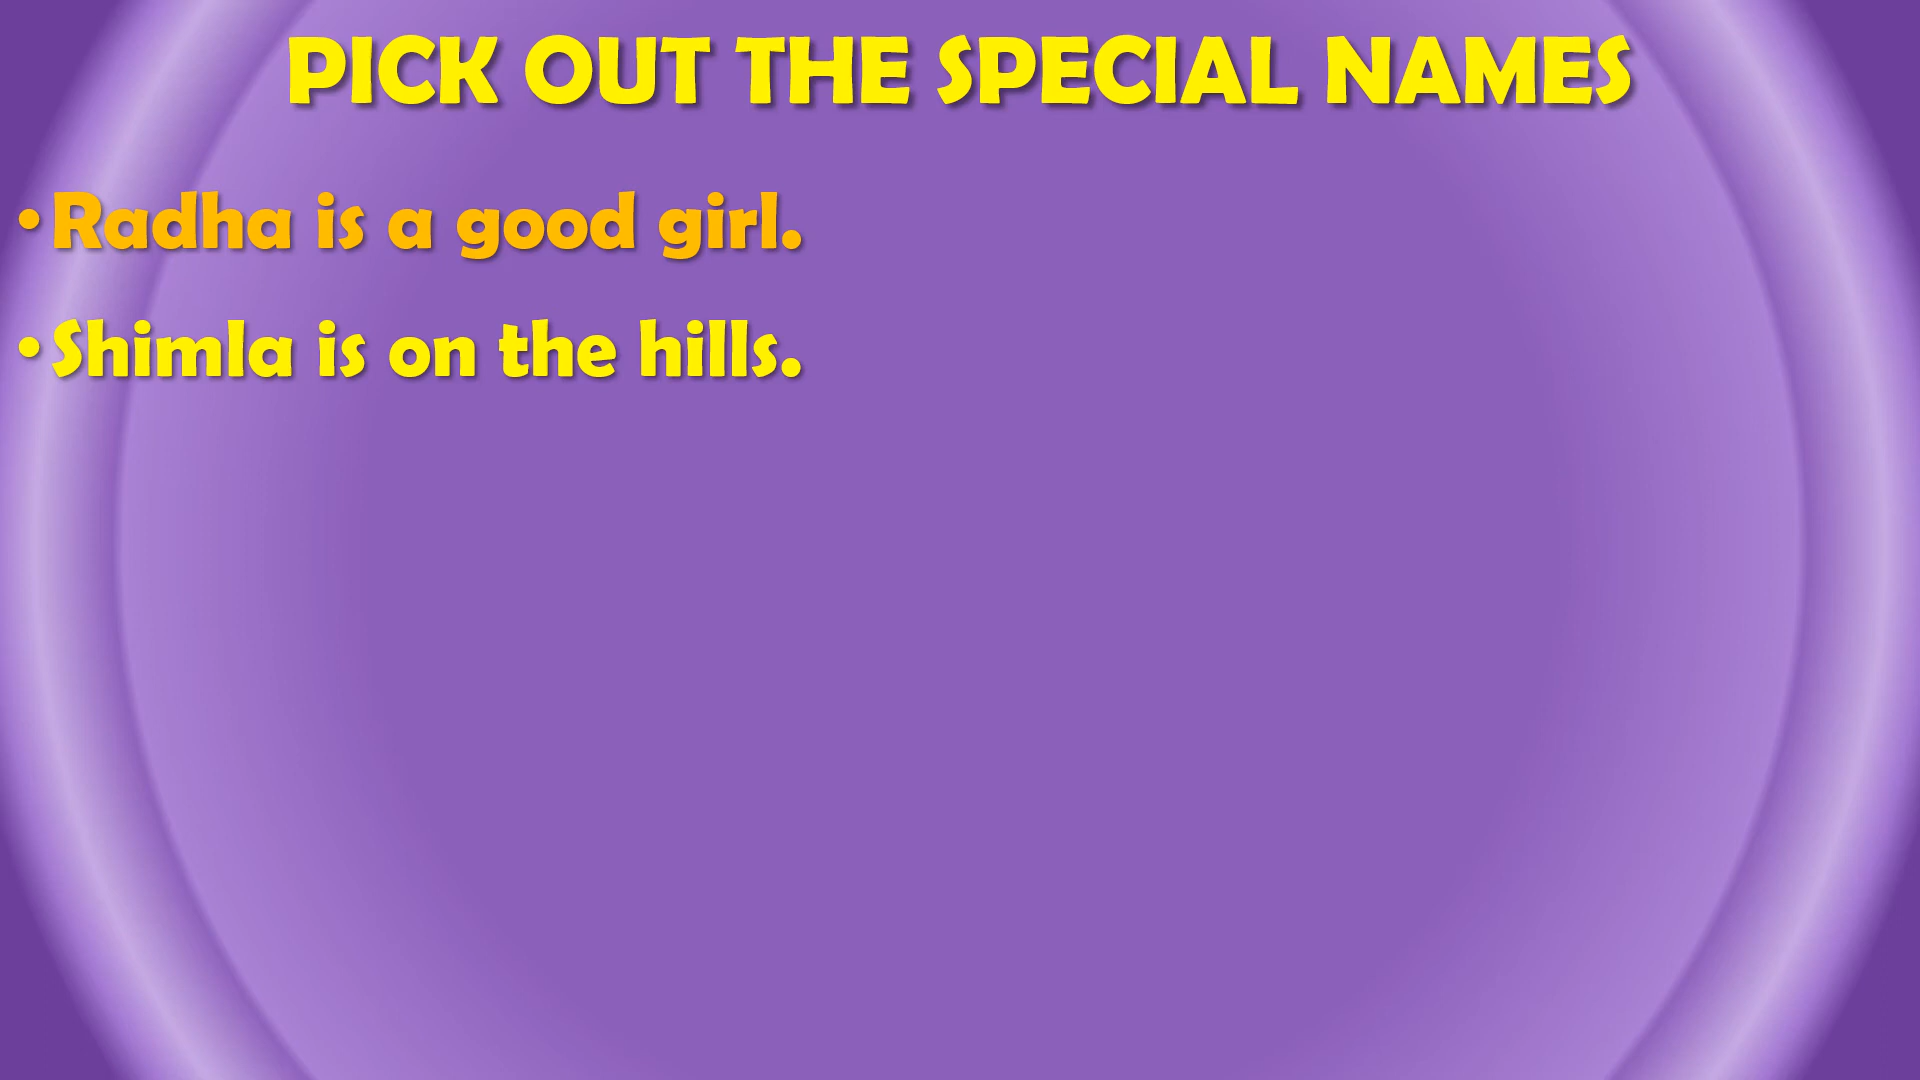 PICK OUT THE SPECIAL NAMES
•Radha is a good girl.
•Shimla is on the hills.